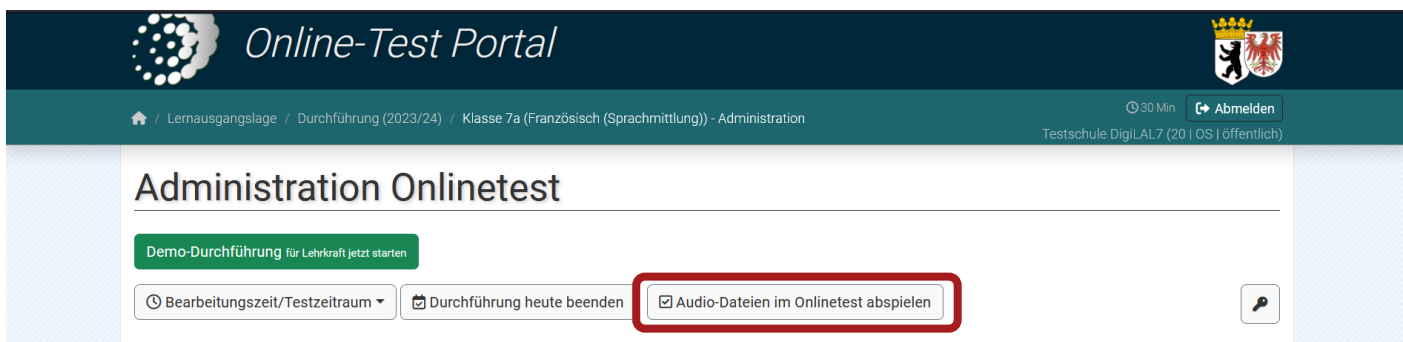 Online-Test Portal
30 Min Abmelden
/ Lernausgangslage / Durchführung (2023/24) / Klasse 7a (Französisch (Sprachmittlung)) - Administration
Testschule DigiLAL7 (20 | OS | öffentlich)
Administration Onlinetest
Demo-Durchführung für Lehrkraft jetzt starten
Bearbeitungszeit/Testzeitraum Durchführung heute beenden Audio-Dateien im Onlinetest abspielen